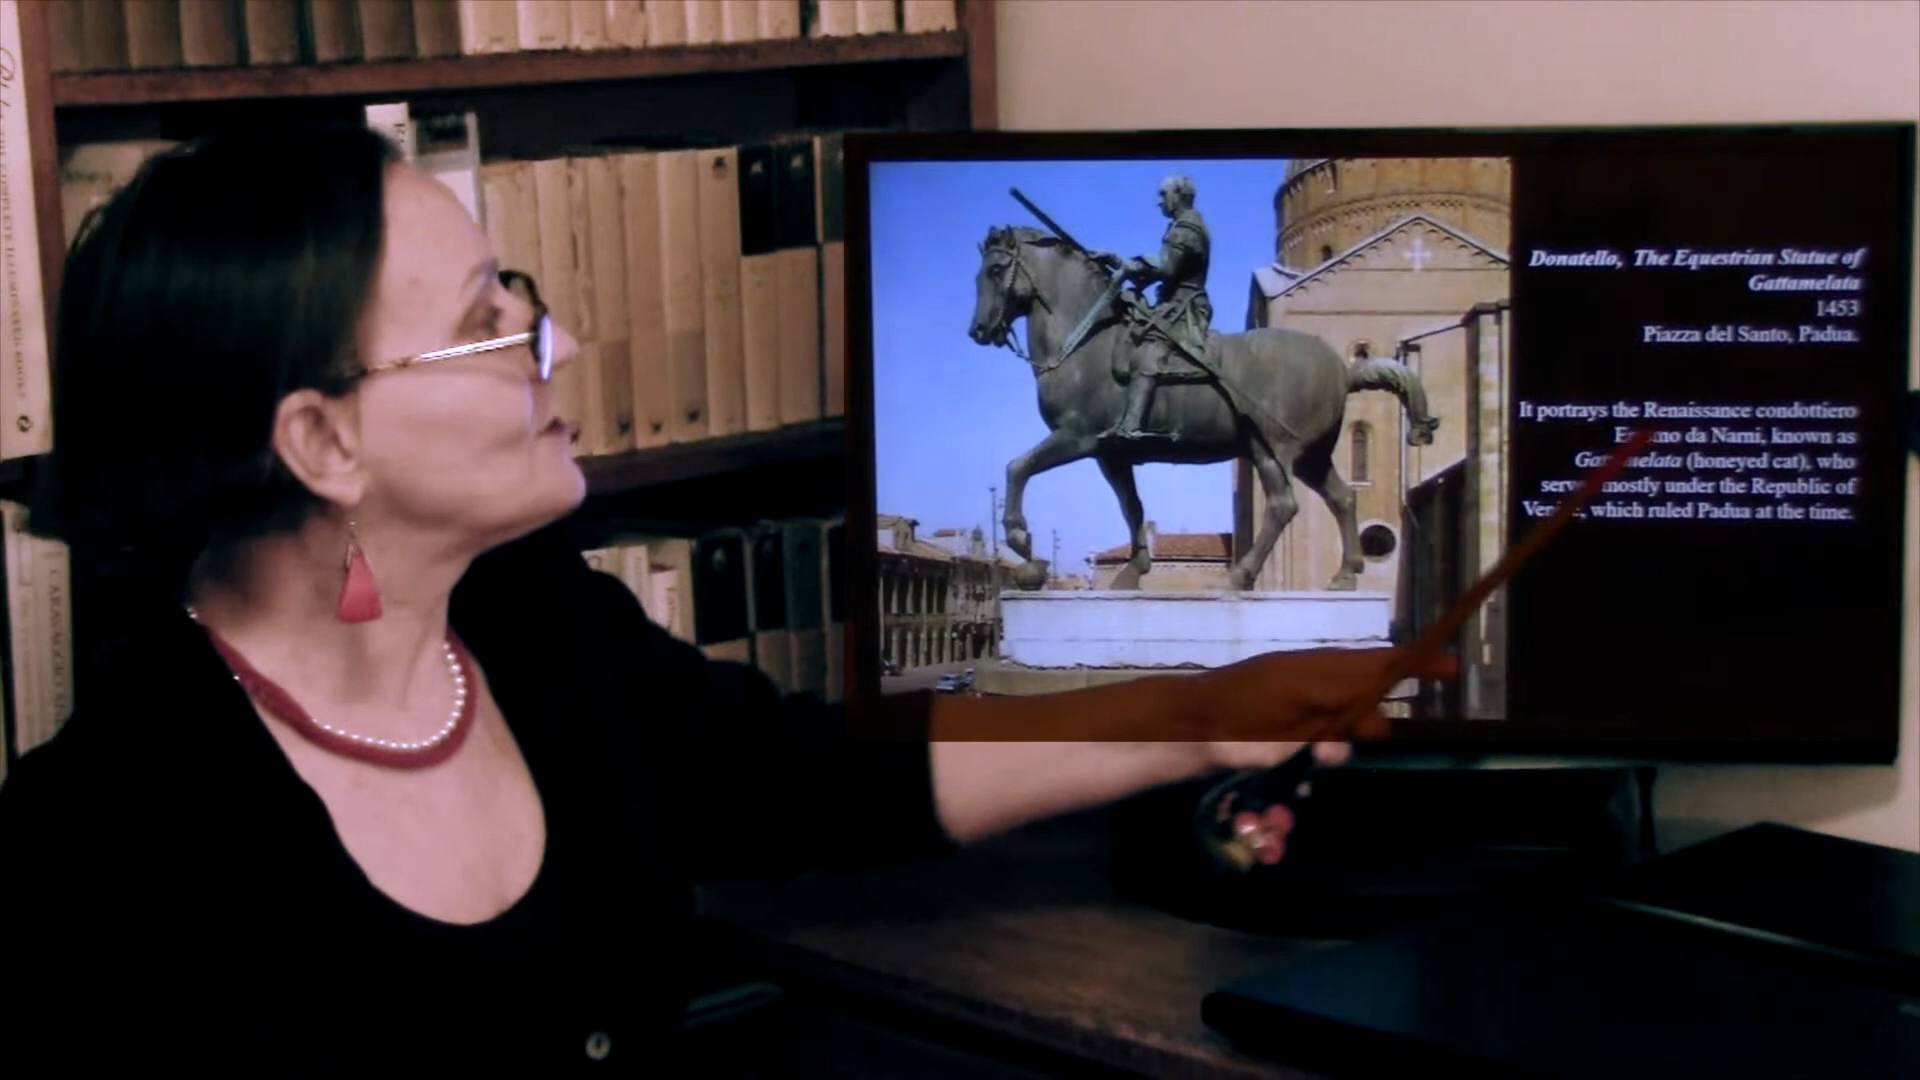 Donatello, The Equestrian Statue of
Gattamelata
1453
Piazza del Santo, Padua.
It portrays the Renaissance condottiero
da Narni, known as
(honeyed cat), who
mostly under the Republic of
which ruled Padua at the time.
CARAVAGGIO